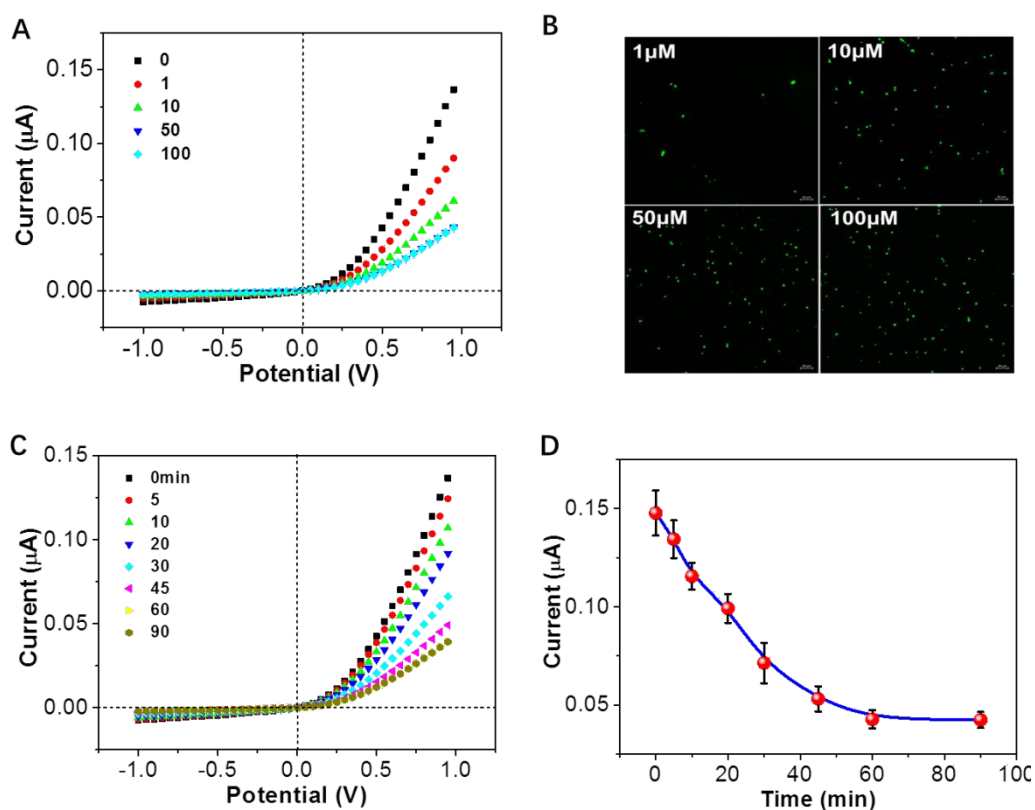 A
0.15
0.10
0.05
0.00
Current (μA)
0
1
10
50
100
-1.0
-0.5
0.0
0.5
1.0
Potential (V)
B
1μM
10μM
50μM
100μM
C
0.15
0.10
0.05
0.00
Current (μA)
0min
5
10
20
30
45
60
90
-1.0
-0.5
0.0
0.5
1.0
Potential (V)
D
0.15
0.10
0.05
Current (μA)
0
20
40
60
80
100
Time (min)